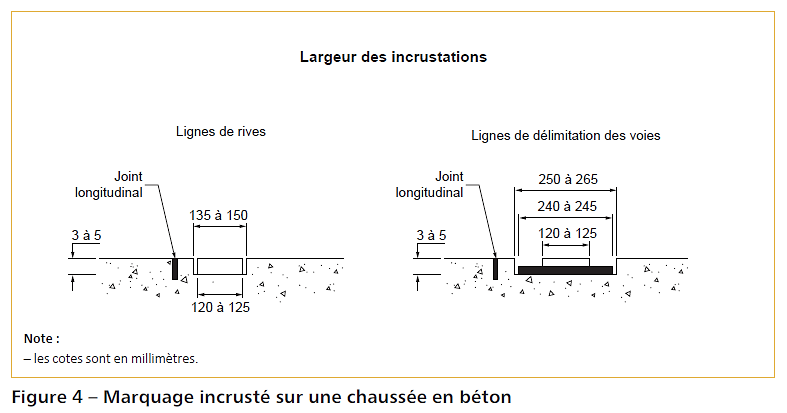 Largeur des incrustations
Lignes de rives
Joint
longitudinal
135 à 150
3 à 5
120 à 125
Lignes de délimitation des voies
Joint
longitudinal
250 à 265
240 à 245
120 à 125
3 à 5
Note :
– les cotes sont en millimètres.
Figure 4 – Marquage incrusté sur une chaussée en béton